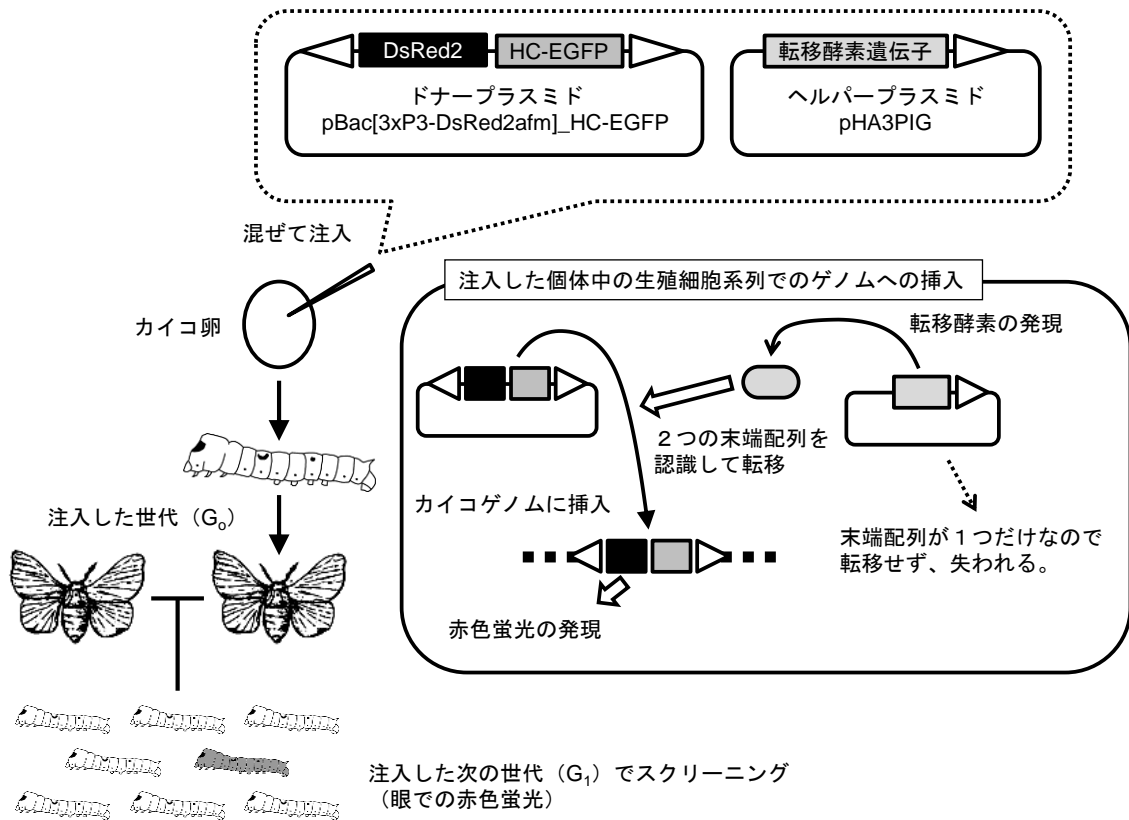 DsRed2
HC-EGFP
ドナープラスミド
pBac[3xP3-DsRed2afm]_HC-EGFP
転移酵素遺伝子
ヘルパープラスミド
pHA3PIG
混ぜて注入
カイコ卵
注入した個体中の生殖細胞系列でのゲノムへの挿入
転移酵素の発現
２つの末端配列を
認識して転移
カイコゲノムに挿入
末端配列が１つだけなので
転移せず、失われる。
赤色蛍光の発現
注入した世代（G₀）
注入した次の世代（G₁）でスクリーニング
（眼での赤色蛍光）